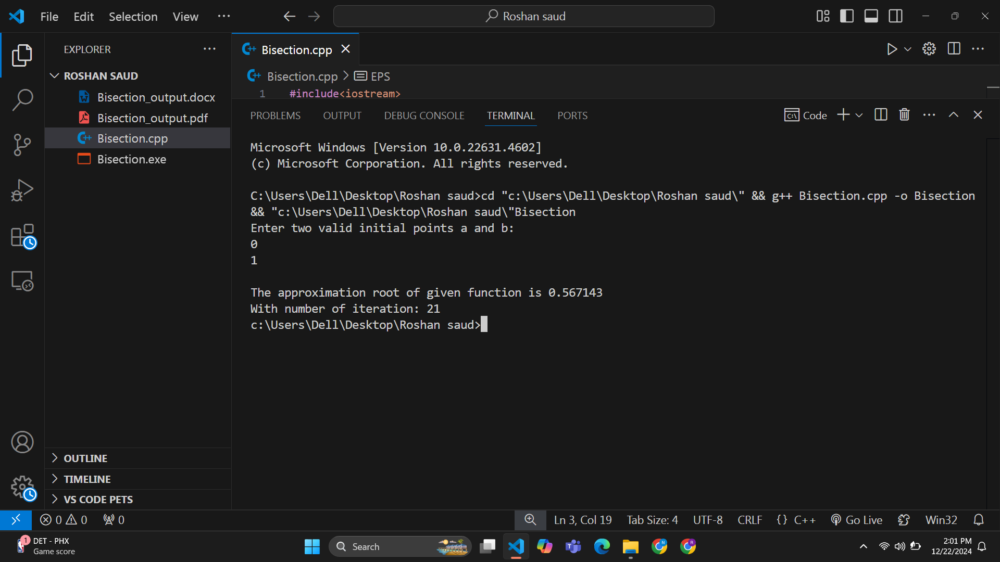 File Edit Selection View ···
Roshan saud
EXPLORER
ROSHAN SAUD
Bisection_output.docx
Bisection_output.pdf
Bisection.cpp
Bisection.exe
OUTLINE
TIMELINE
VS CODE PETS
Bisection.cpp
Bisection.cpp > EPS
1 #include<iostream>
PROBLEMS OUTPUT DEBUG CONSOLE TERMINAL PORTS
Code
Microsoft Windows [Version 10.0.22631.4602]
(c) Microsoft Corporation. All rights reserved.
C:\Users\Dell\Desktop\Roshan saud>cd "c:\Users\Dell\Desktop\Roshan saud\" && g++ Bisection.cpp -o Bisection
&& "c:\Users\Dell\Desktop\Roshan saud\"Bisection
Enter two valid initial points a and b:
0
1
The approximation root of given function is 0.567143
With number of iteration: 21
c:\Users\Dell\Desktop\Roshan saud>
0 0 0 Ln 3, Col 19 Tab Size: 4 UTF-8 CRLF {} C++ Go Live Win32
1
DET - PHX
Game score
Search
2:01 PM
12/22/2024